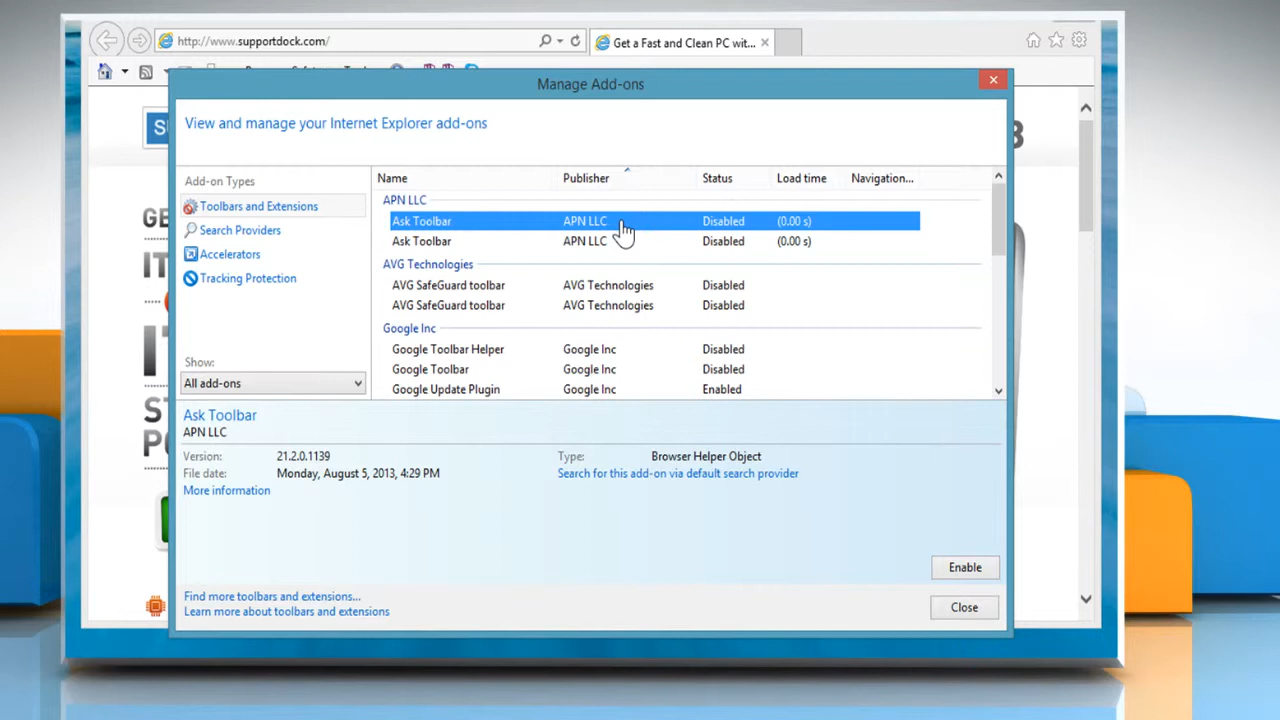 http://www.supportdock.com/
Get a Fast and Clean PC wit...
Manage Add-ons
View and manage your Internet Explorer add-ons
Add-on Types
Toolbars and Extensions
Search Providers
Accelerators
Tracking Protection
Show:
All add-ons
Name Publisher Status Load time Navigation...
APN LLC
Ask Toolbar APN LLC Disabled (0.00 s)
Ask Toolbar APN LLC Disabled (0.00 s)
AVG Technologies
AVG SafeGuard toolbar AVG Technologies Disabled
AVG SafeGuard toolbar AVG Technologies Disabled
Google Inc
Google Toolbar Helper Google Inc Disabled
Google Toolbar Google Inc Disabled
Google Update Plugin Google Inc Enabled
Ask Toolbar
APN LLC
Version: 21.2.0.1139 Type: Browser Helper Object
File date: Monday, August 5, 2013, 4:29 PM Search for this add-on via default search provider
More information
Enable
Find more toolbars and extensions...
Learn more about toolbars and extensions
Close